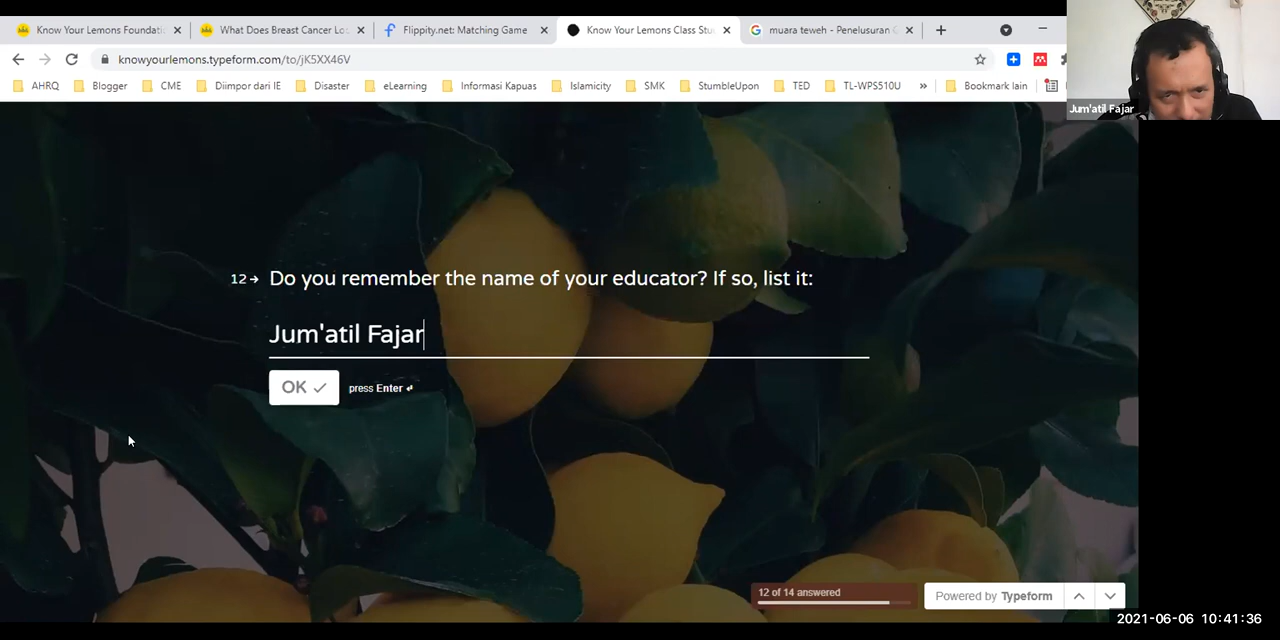 Know Your Lemons Foundati
What Does Breast Cancer Lo
Flippity.net: Matching Game
Know Your Lemons Class Stu
muara teweh - Penelusuran G
knowyourlemons.typeform.com/to/jK5XX46V
AHRQ Blogger CME Diimpor dari IE Disaster eLearning Informasi Kapuas Islamicity SMK StumbleUpon TED TL-WPS510U » Bookmark lain
Jum'atil Fajar
12→ Do you remember the name of your educator? If so, list it:
Jum'atil Fajar
OK ✓ press Enter ↵
12 of 14 answered
Powered by Typeform
2021-06-06 10:41:36